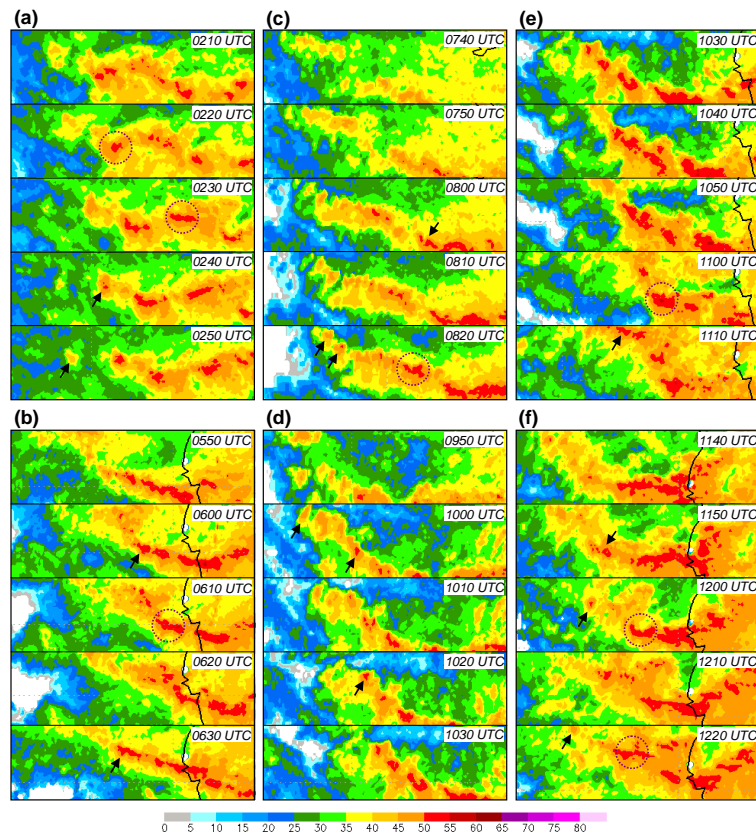 (a)
0210 UTC
0220 UTC
0230 UTC
0240 UTC
0250 UTC
(c)
0740 UTC
0750 UTC
0800 UTC
0810 UTC
0820 UTC
(e)
1030 UTC
1040 UTC
1050 UTC
1100 UTC
1110 UTC
(b)
0550 UTC
0600 UTC
0610 UTC
0620 UTC
0630 UTC
(d)
0950 UTC
1000 UTC
1010 UTC
1020 UTC
1030 UTC
(f)
1140 UTC
1150 UTC
1200 UTC
1210 UTC
1220 UTC
0 5 10 15 20 25 30 35 40 45 50 55 60 65 70 75 80